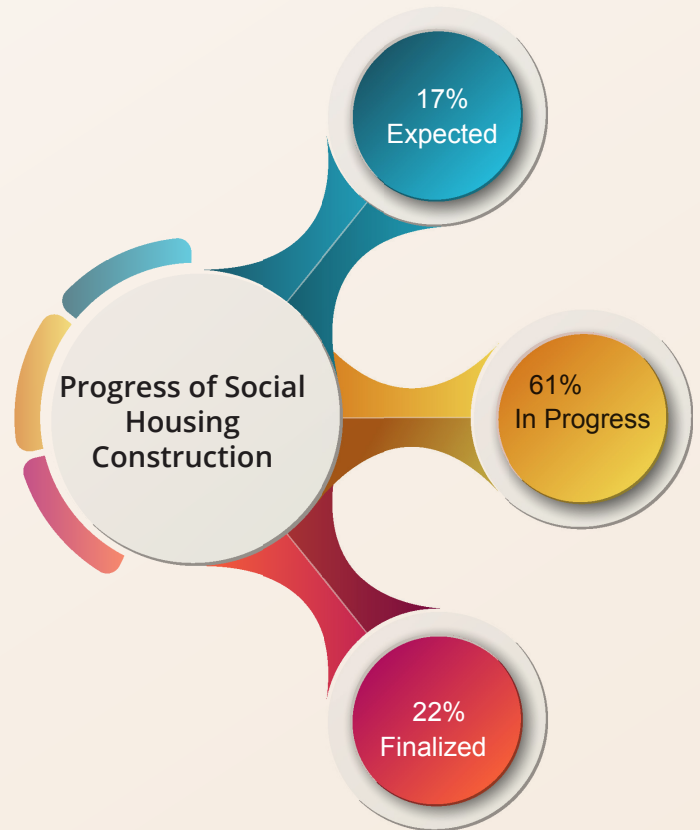 17%
Expected
Progress of Social
Housing
Construction
61%
In Progress
22%
Finalized